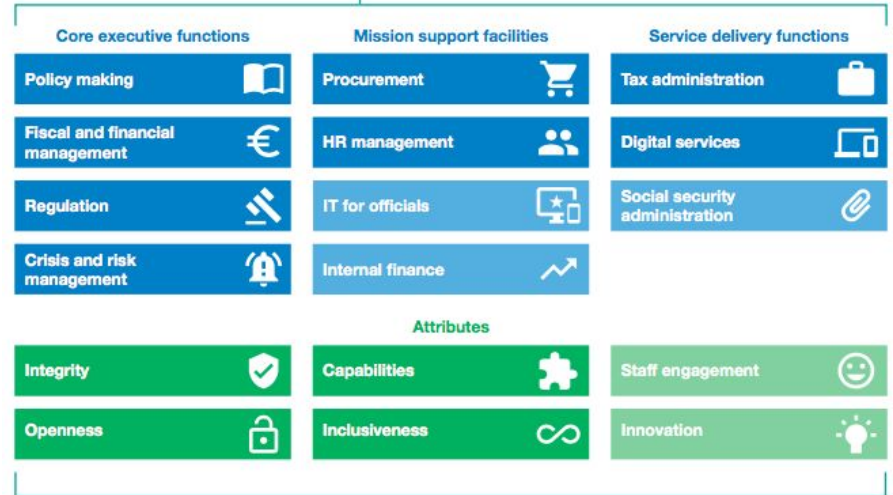 Core executive functions
Mission support facilities
Service delivery functions
Policy making
Procurement
Tax administration
Fiscal and financial
management
HR management
Digital services
Regulation
IT for officials
Social security
administration
Crisis and risk
management
Internal finance
Attributes
Integrity
Capabilities
Staff engagement
Openness
Inclusiveness
Innovation